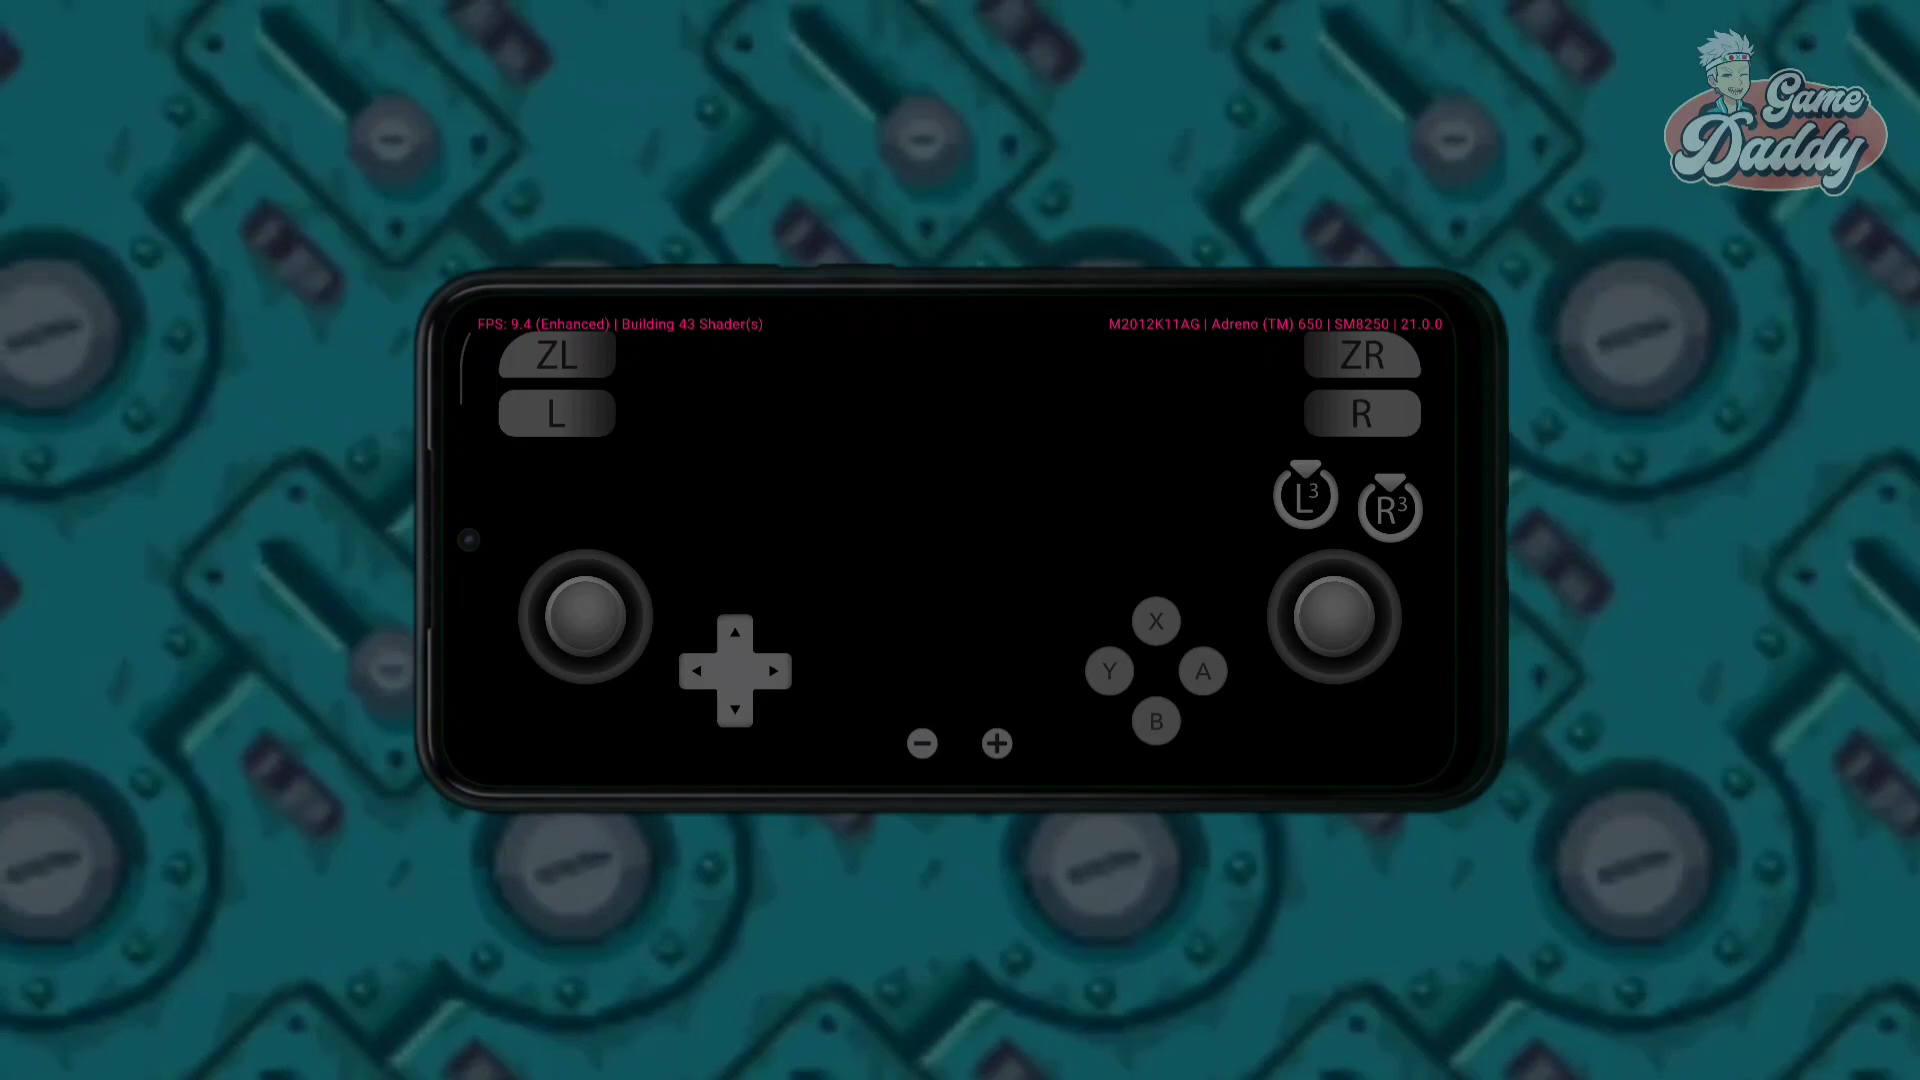 Game
Daddy
FPS: 9.4 (Enhanced) | Building 43 Shader(s)
M2012K11AG | Adreno (TM) 650 | SM8250 | 21.0.0
ZL
ZR
L
R
L3
R3
X
Y
A
B